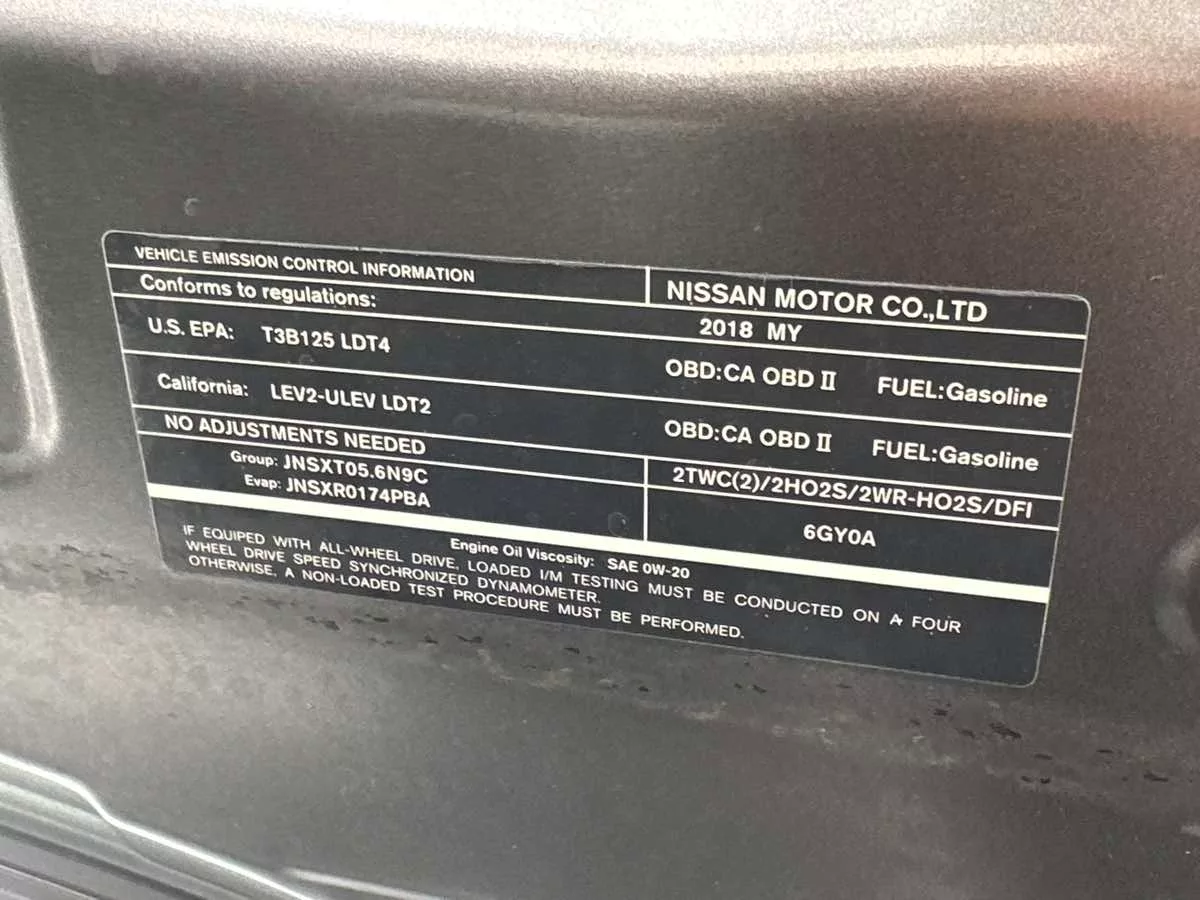 VEHICLE EMISSION CONTROL INFORMATION
NISSAN MOTOR CO.,LTD
Conforms to regulations:
2018 MY
U.S. EPA: T3B125 LDT4
OBD:CA OBD II FUEL:Gasoline
California: LEV2-ULEV LDT2
OBD:CA OBD II FUEL:Gasoline
NO ADJUSTMENTS NEEDED
Group: JNSXT05.6N9C
Evap: JNSXR0174PBA
2TWC(2)/2HO2S/2WR-HO2S/DFI
6GY0A
Engine Oil Viscosity: SAE 0W-20
IF EQUIPED WITH ALL-WHEEL DRIVE, LOADED I/M TESTING MUST BE CONDUCTED ON A FOUR
WHEEL DRIVE SPEED SYNCHRONIZED DYNAMOMETER.
OTHERWISE, A NON-LOADED TEST PROCEDURE MUST BE PERFORMED.